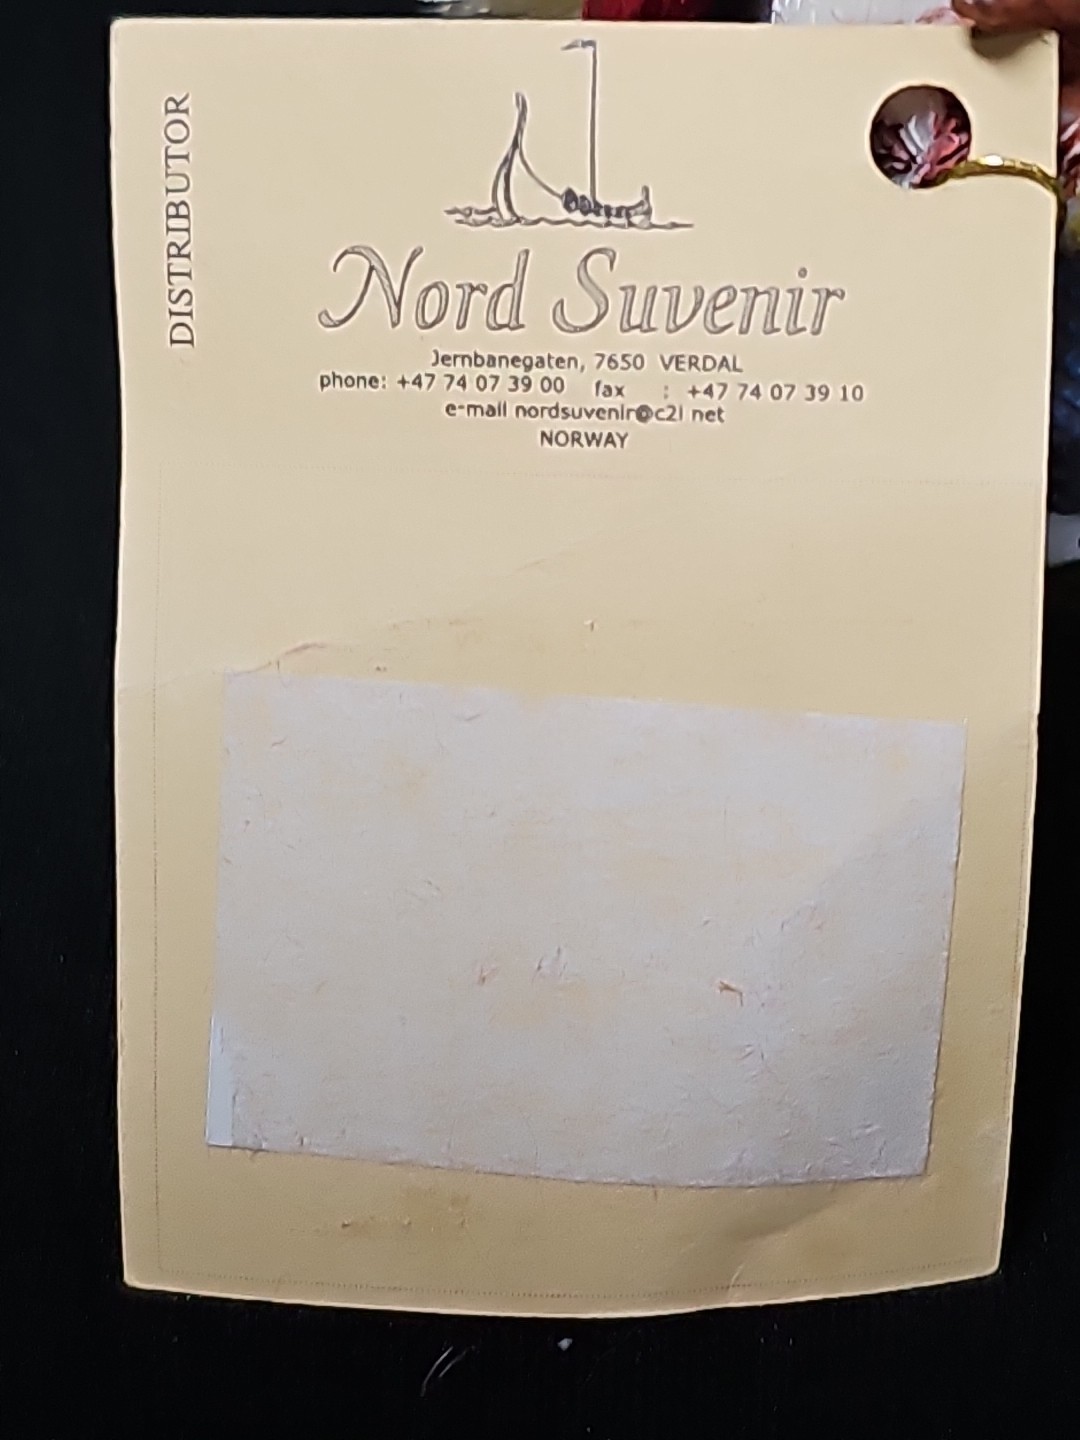 DISTRIBUTOR
Nord Suvenir
Jernbanegaten, 7650 VERDAL
phone: +47 74 07 39 00 fax : +47 74 07 39 10
e-mail nordsuvenir@c2i net
NORWAY